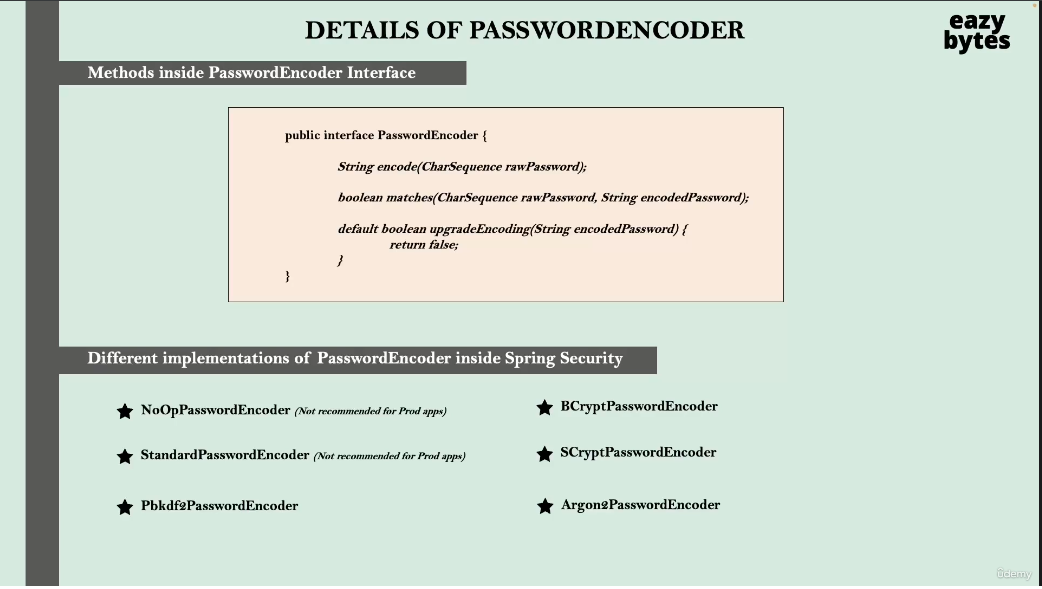 DETAILS OF PASSWORDENCODER
eazy
bytes
Methods inside PasswordEncoder Interface
public interface PasswordEncoder {
String encode(CharSequence rawPassword);
boolean matches(CharSequence rawPassword, String encodedPassword);
default boolean upgradeEncoding(String encodedPassword) {
return false;
}
}
Different implementations of PasswordEncoder inside Spring Security
NoOpPasswordEncoder (Not recommended for Prod apps)
BCryptPasswordEncoder
StandardPasswordEncoder (Not recommended for Prod apps)
SCryptPasswordEncoder
Pbkdf2PasswordEncoder
Argon2PasswordEncoder
ûdemy